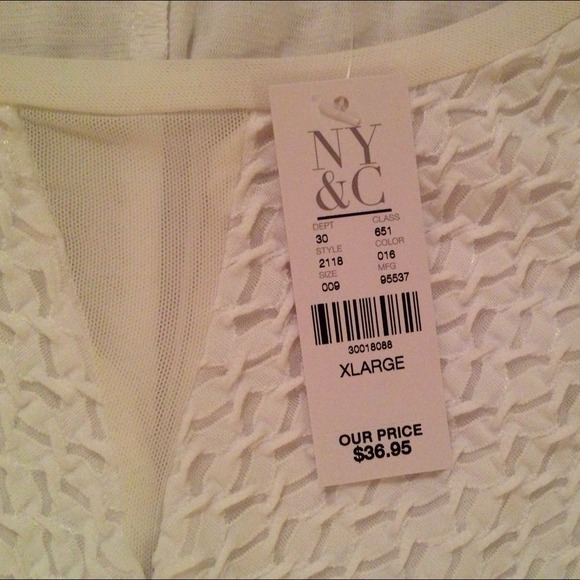 NY
&C
DEPT CLASS
30 651
STYLE COLOR
2118 016
SIZE MFG
009 95537
30018088
XLARGE
OUR PRICE
$36.95